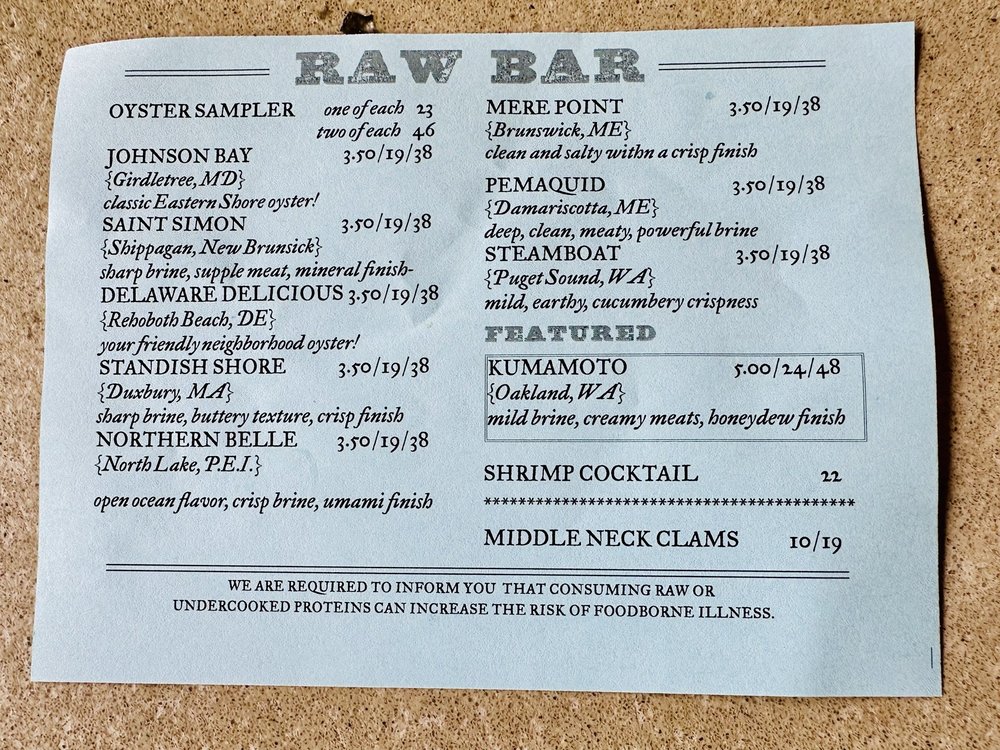 RAW BAR
OYSTER SAMPLER one of each 23
two of each 46
JOHNSON BAY 3.50/19/38
{Girdletree, MD}
classic Eastern Shore oyster!
SAINT SIMON 3.50/19/38
{Shippagan, New Brunsick}
sharp brine, supple meat, mineral finish-
DELAWARE DELICIOUS 3.50/19/38
{Rehoboth Beach, DE}
your friendly neighborhood oyster!
STANDISH SHORE 3.50/19/38
{Duxbury, MA}
sharp brine, buttery texture, crisp finish
NORTHERN BELLE 3.50/19/38
{North Lake, P.E.I.}
open ocean flavor, crisp brine, umami finish
MERE POINT 3.50/19/38
{Brunswick, ME}
clean and salty withn a crisp finish
PEMAQUID 3.50/19/38
{Damariscotta, ME}
deep, clean, meaty, powerful brine
STEAMBOAT 3.50/19/38
{Puget Sound, WA}
mild, earthy, cucumbery crispness
FEATURED
KUMAMOTO 5.00/24/48
{Oakland, WA}
mild brine, creamy meats, honeydew finish
SHRIMP COCKTAIL 22
********************************************
MIDDLE NECK CLAMS 10/19
WE ARE REQUIRED TO INFORM YOU THAT CONSUMING RAW OR
UNDERCOOKED PROTEINS CAN INCREASE THE RISK OF FOODBORNE ILLNESS.